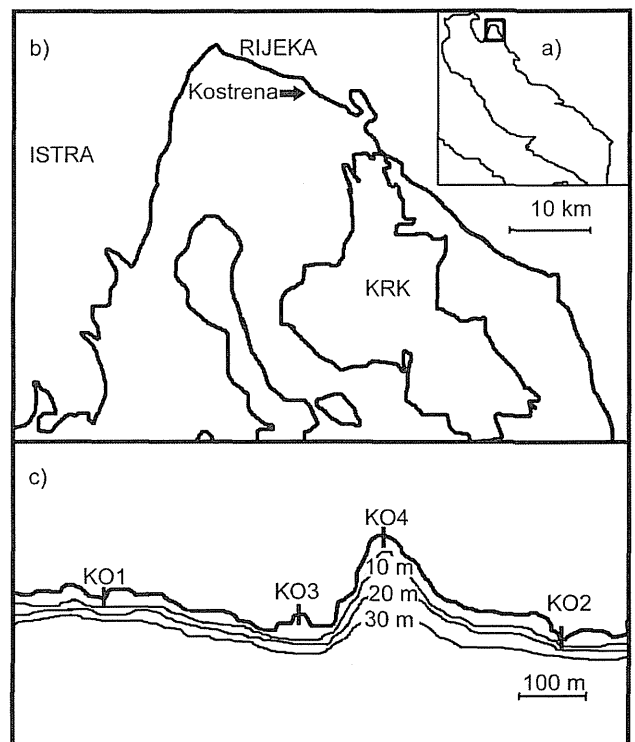 b)
RIJEKA
a)
Kostrena
ISTRA
10 km
KRK
c)
KO4
KO1
10 m
KO3
20 m
KO2
30 m
100 m